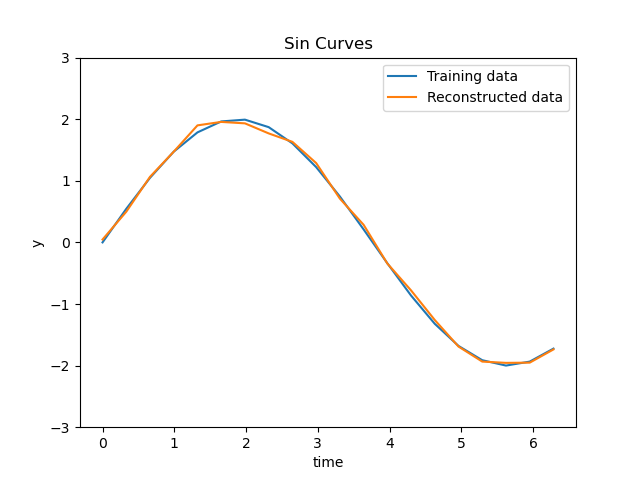 Sin Curves
Training data
Reconstructed data
3
2
1
0
−1
−2
−3
y
0 1 2 3 4 5 6
time